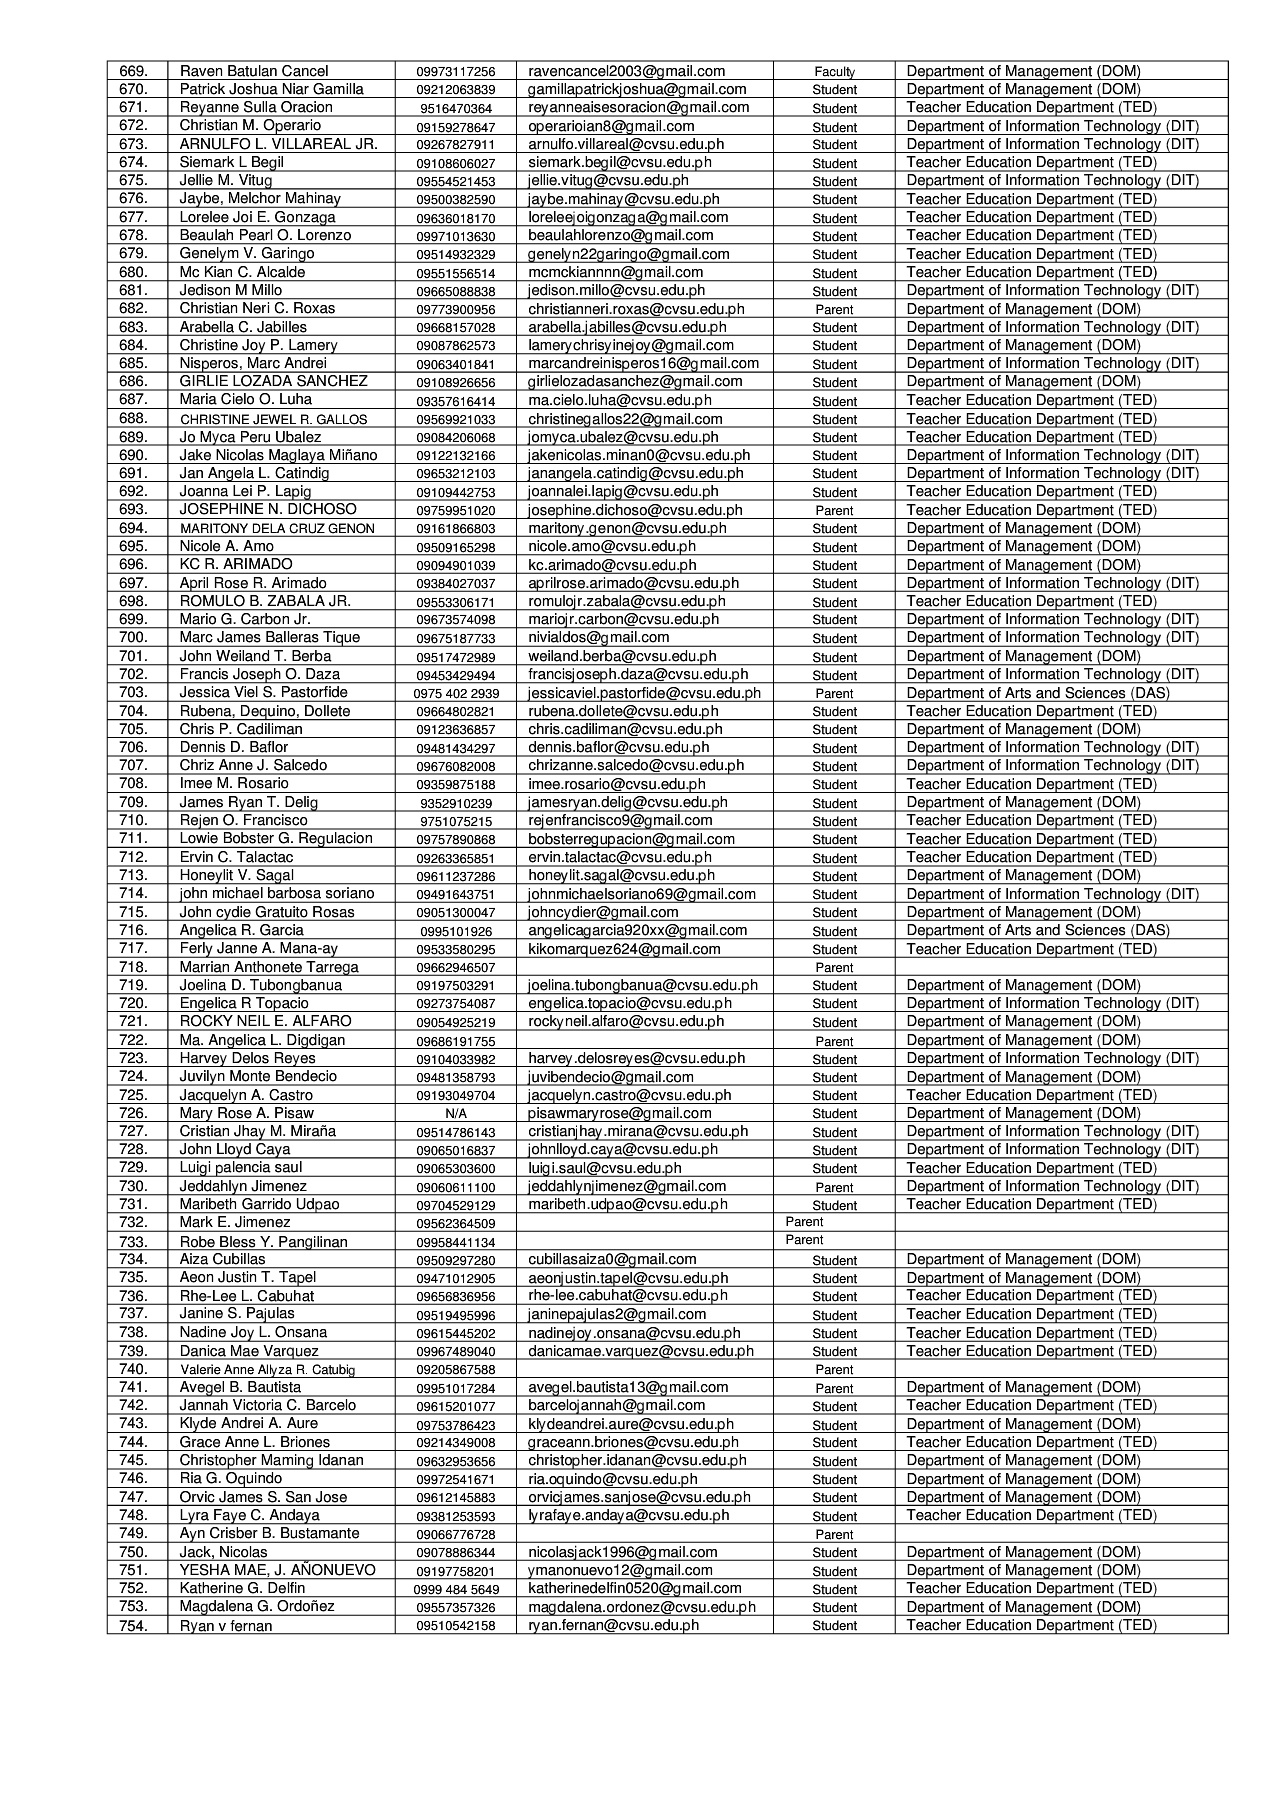 669. Raven Batulan Cancel 09973117256 ravencancel2003@gmail.com Faculty Department of Management (DOM)
670. Patrick Joshua Niar Gamilla 09212063839 gamillapatrickjoshua@gmail.com Student Department of Management (DOM)
671. Reyanne Sulla Oracion 9516470364 reyanneaisesoracion@gmail.com Student Teacher Education Department (TED)
672. Christian M. Operario 09159278647 operarioian8@gmail.com Student Department of Information Technology (DIT)
673. ARNULFO L. VILLAREAL JR. 09267827911 arnulfo.villareal@cvsu.edu.ph Student Department of Information Technology (DIT)
674. Siemark L Begil 09108606027 siemark.begil@cvsu.edu.ph Student Teacher Education Department (TED)
675. Jellie M. Vitug 09554521453 jellie.vitug@cvsu.edu.ph Student Department of Information Technology (DIT)
676. Jaybe, Melchor Mahinay 09500382590 jaybe.mahinay@cvsu.edu.ph Student Teacher Education Department (TED)
677. Lorelee Joi E. Gonzaga 09636018170 loreleejoigonzaga@gmail.com Student Teacher Education Department (TED)
678. Beaulah Pearl O. Lorenzo 09971013630 beaulahlorenzo@gmail.com Student Teacher Education Department (TED)
679. Genelym V. Garingo 09514932329 genelyn22garingo@gmail.com Student Teacher Education Department (TED)
680. Mc Kian C. Alcalde 09551556514 mcmckiannnn@gmail.com Student Teacher Education Department (TED)
681. Jedison M Millo 09665088838 jedison.millo@cvsu.edu.ph Student Department of Information Technology (DIT)
682. Christian Neri C. Roxas 09773900956 christianneri.roxas@cvsu.edu.ph Parent Department of Management (DOM)
683. Arabella C. Jabilles 09668157028 arabella.jabilles@cvsu.edu.ph Student Department of Information Technology (DIT)
684. Christine Joy P. Lamery 09087862573 lamerychrisyinejoy@gmail.com Student Department of Management (DOM)
685. Nisperos, Marc Andrei 09063401841 marcandreinisperos16@gmail.com Student Department of Information Technology (DIT)
686. GIRLIE LOZADA SANCHEZ 09108926656 girlielozadasanchez@gmail.com Student Department of Management (DOM)
687. Maria Cielo O. Luha 09357616414 ma.cielo.luha@cvsu.edu.ph Student Teacher Education Department (TED)
688. CHRISTINE JEWEL R. GALLOS 09569921033 christinegallos22@gmail.com Student Teacher Education Department (TED)
689. Jo Myca Peru Ubalez 09084206068 jomyca.ubalez@cvsu.edu.ph Student Teacher Education Department (TED)
690. Jake Nicolas Maglaya Miñano 09122132166 jakenicolas.minan0@cvsu.edu.ph Student Department of Information Technology (DIT)
691. Jan Angela L. Catindig 09653212103 janangela.catindig@cvsu.edu.ph Student Department of Information Technology (DIT)
692. Joanna Lei P. Lapig 09109442753 joannalei.lapig@cvsu.edu.ph Student Teacher Education Department (TED)
693. JOSEPHINE N. DICHOSO 09759951020 josephine.dichoso@cvsu.edu.ph Parent Teacher Education Department (TED)
694. MARITONY DELA CRUZ GENON 09161866803 maritony.genon@cvsu.edu.ph Student Department of Management (DOM)
695. Nicole A. Amo 09509165298 nicole.amo@cvsu.edu.ph Student Department of Management (DOM)
696. KC R. ARIMADO 09094901039 kc.arimado@cvsu.edu.ph Student Department of Management (DOM)
697. April Rose R. Arimado 09384027037 aprilrose.arimado@cvsu.edu.ph Student Department of Information Technology (DIT)
698. ROMULO B. ZABALA JR. 09553306171 romulojr.zabala@cvsu.edu.ph Student Teacher Education Department (TED)
699. Mario G. Carbon Jr. 09673574098 mariojr.carbon@cvsu.edu.ph Student Department of Information Technology (DIT)
700. Marc James Balleras Tique 09675187733 nivialdos@gmail.com Student Department of Information Technology (DIT)
701. John Weiland T. Berba 09517472989 weiland.berba@cvsu.edu.ph Student Department of Management (DOM)
702. Francis Joseph O. Daza 09453429494 francisjoseph.daza@cvsu.edu.ph Student Department of Information Technology (DIT)
703. Jessica Viel S. Pastorfide 0975 402 2939 jessicaviel.pastorfide@cvsu.edu.ph Parent Department of Arts and Sciences (DAS)
704. Rubena, Dequino, Dollete 09664802821 rubena.dollete@cvsu.edu.ph Student Teacher Education Department (TED)
705. Chris P. Cadiliman 09123636857 chris.cadiliman@cvsu.edu.ph Student Department of Management (DOM)
706. Dennis D. Baflor 09481434297 dennis.baflor@cvsu.edu.ph Student Department of Information Technology (DIT)
707. Chriz Anne J. Salcedo 09676082008 chrizanne.salcedo@cvsu.edu.ph Student Department of Information Technology (DIT)
708. Imee M. Rosario 09359875188 imee.rosario@cvsu.edu.ph Student Teacher Education Department (TED)
709. James Ryan T. Delig 9352910239 jamesryan.delig@cvsu.edu.ph Student Department of Management (DOM)
710. Rejen O. Francisco 9751075215 rejenfrancisco9@gmail.com Student Teacher Education Department (TED)
711. Lowie Bobster G. Regulacion 09757890868 bobsterregupacion@gmail.com Student Teacher Education Department (TED)
712. Ervin C. Talactac 09263365851 ervin.talactac@cvsu.edu.ph Student Teacher Education Department (TED)
713. Honeylit V. Sagal 09611237286 honeylit.sagal@cvsu.edu.ph Student Department of Management (DOM)
714. john michael barbosa soriano 09491643751 johnmichaelsoriano69@gmail.com Student Department of Information Technology (DIT)
715. John cydie Gratuito Rosas 09051300047 johncydier@gmail.com Student Department of Management (DOM)
716. Angelica R. Garcia 0995101926 angelicagarcia920xx@gmail.com Student Department of Arts and Sciences (DAS)
717. Ferly Janne A. Mana-ay 09533580295 kikomarquez624@gmail.com Student Teacher Education Department (TED)
718. Marrian Anthonete Tarrega 09662946507 Parent
719. Joelina D. Tubongbanua 09197503291 joelina.tubongbanua@cvsu.edu.ph Student Department of Management (DOM)
720. Engelica R Topacio 09273754087 engelica.topacio@cvsu.edu.ph Student Department of Information Technology (DIT)
721. ROCKY NEIL E. ALFARO 09054925219 rockyneil.alfaro@cvsu.edu.ph Student Department of Management (DOM)
722. Ma. Angelica L. Digdigan 09686191755 Parent Department of Management (DOM)
723. Harvey Delos Reyes 09104033982 harvey.delosreyes@cvsu.edu.ph Student Department of Information Technology (DIT)
724. Juvilyn Monte Bendecio 09481358793 juvibendecio@gmail.com Student Department of Management (DOM)
725. Jacquelyn A. Castro 09193049704 jacquelyn.castro@cvsu.edu.ph Student Teacher Education Department (TED)
726. Mary Rose A. Pisaw N/A pisawmaryrose@gmail.com Student Department of Management (DOM)
727. Cristian Jhay M. Miraña 09514786143 cristianjhay.mirana@cvsu.edu.ph Student Department of Information Technology (DIT)
728. John Lloyd Caya 09065016837 johnlloyd.caya@cvsu.edu.ph Student Department of Information Technology (DIT)
729. Luigi palencia saul 09065303600 luigi.saul@cvsu.edu.ph Student Teacher Education Department (TED)
730. Jeddahlyn Jimenez 09060611100 jeddahlynjimenez@gmail.com Parent Department of Information Technology (DIT)
731. Maribeth Garrido Udpao 09704529129 maribeth.udpao@cvsu.edu.ph Student Teacher Education Department (TED)
732. Mark E. Jimenez 09562364509 Parent
733. Robe Bless Y. Pangilinan 09958441134 Parent
734. Aiza Cubillas 09509297280 cubillasaiza0@gmail.com Student Department of Management (DOM)
735. Aeon Justin T. Tapel 09471012905 aeonjustin.tapel@cvsu.edu.ph Student Department of Management (DOM)
736. Rhe-Lee L. Cabuhat 09656836956 rhe-lee.cabuhat@cvsu.edu.ph Student Teacher Education Department (TED)
737. Janine S. Pajulas 09519495996 janinepajulas2@gmail.com Student Teacher Education Department (TED)
738. Nadine Joy L. Onsana 09615445202 nadinejoy.onsana@cvsu.edu.ph Student Teacher Education Department (TED)
739. Danica Mae Varquez 09967489040 danicamae.varquez@cvsu.edu.ph Student Teacher Education Department (TED)
740. Valerie Anne Allyza R. Catubig 09205867588 Parent
741. Avegel B. Bautista 09951017284 avegel.bautista13@gmail.com Parent Department of Management (DOM)
742. Jannah Victoria C. Barcelo 09615201077 barcelojannah@gmail.com Student Teacher Education Department (TED)
743. Klyde Andrei A. Aure 09753786423 klydeandrei.aure@cvsu.edu.ph Student Department of Management (DOM)
744. Grace Anne L. Briones 09214349008 graceann.briones@cvsu.edu.ph Student Teacher Education Department (TED)
745. Christopher Maming Idanan 09632953656 christopher.idanan@cvsu.edu.ph Student Department of Management (DOM)
746. Ria G. Oquindo 09972541671 ria.oquindo@cvsu.edu.ph Student Department of Management (DOM)
747. Orvic James S. San Jose 09612145883 orvicjames.sanjose@cvsu.edu.ph Student Department of Management (DOM)
748. Lyra Faye C. Andaya 09381253593 lyrafaye.andaya@cvsu.edu.ph Student Teacher Education Department (TED)
749. Ayn Crisber B. Bustamante 09066776728 Parent
750. Jack, Nicolas 09078886344 nicolasjack1996@gmail.com Student Department of Management (DOM)
751. YESHA MAE, J. AÑONUEVO 09197758201 ymanonuevo12@gmail.com Student Department of Management (DOM)
752. Katherine G. Delfin 0999 484 5649 katherinedelfin0520@gmail.com Student Teacher Education Department (TED)
753. Magdalena G. Ordoñez 09557357326 magdalena.ordonez@cvsu.edu.ph Student Department of Management (DOM)
754. Ryan v fernan 09510542158 ryan.fernan@cvsu.edu.ph Student Teacher Education Department (TED)